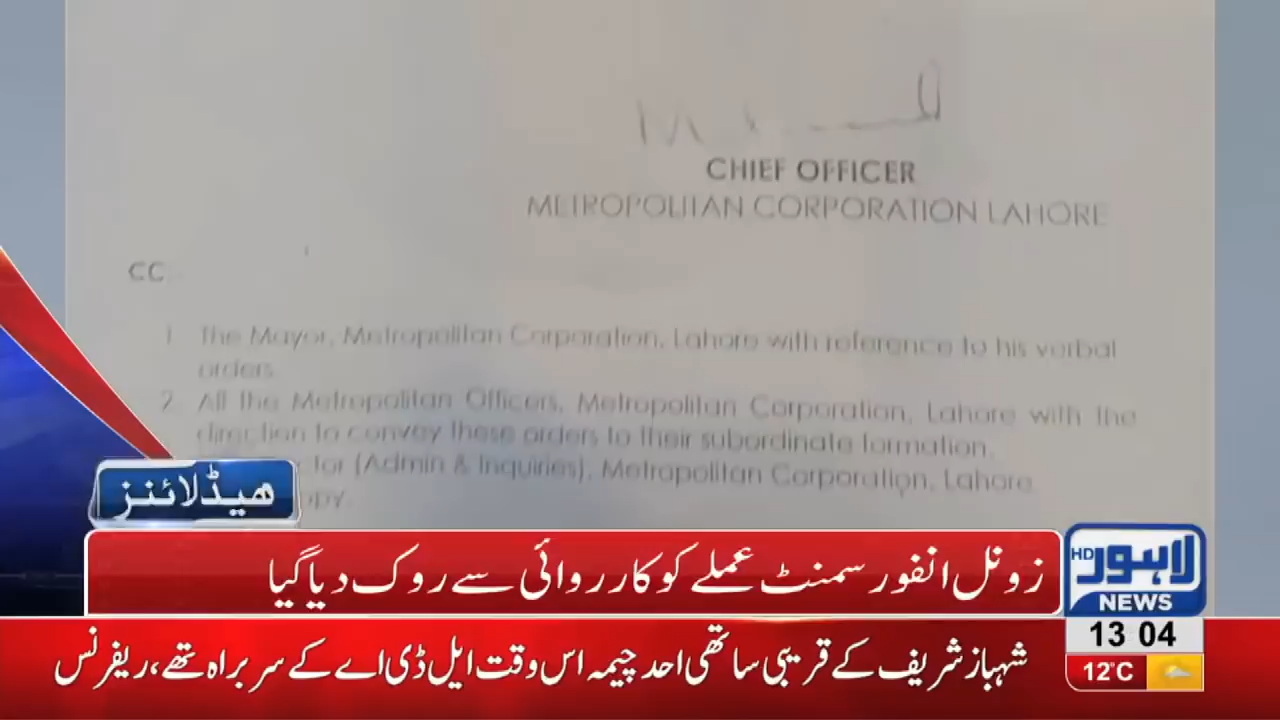 CHIEF OFFICER
METROPOLITAN CORPORATION LAHORE
CC
1. The Mayor, Metropolitan Corporation, Lahore with reference to his verbal
orders.
2. All the Metropolitan Officers, Metropolitan Corporation, Lahore with the
direction to convey these orders to their subordinate formation.
ctor (Admin & Inquiries), Metropolitan Corporation, Lahore.
opy.
ھیڈلائنز
زونل انفورسمنٹ عملے کو کارروائی سے روک دیا گیا
HD لاہور
NEWS
13 04
12°C
شہباز شریف کے قریبی ساتھی احد چیمہ اس وقت ایل ڈی اے کے سربراہ تھے، ریفرنس